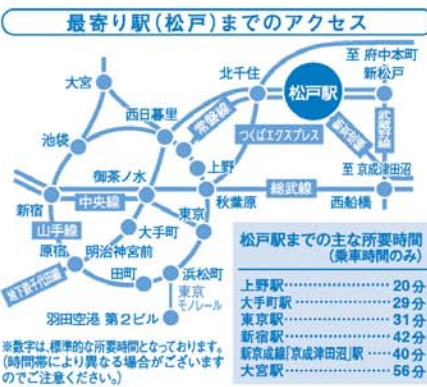 最寄り駅(松戸)までのアクセス
至 府中本町
北千住
新松戸
大宮
松戸駅
西日暮里
常磐線
武蔵野線
つくばエクスプレス
新京成線
池袋
上野
至 京成津田沼
御茶ノ水
総武線
中央線
秋葉原
西船橋
新宿
山手線
東京
大手町
原宿
明治神宮前
地下鉄千代田線
田町
浜松町
東京
モノレール
羽田空港 第2ビル
松戸駅までの主な所要時間
(乗車時間のみ)
上野駅………………20分
大手町駅……………29分
東京駅………………31分
新宿駅………………42分
新京成線「京成津田沼」駅……40分
大宮駅………………56分
※数字は、標準的な所要時間となっております。
(時間帯により異なる場合がございます
のでご注意ください。)